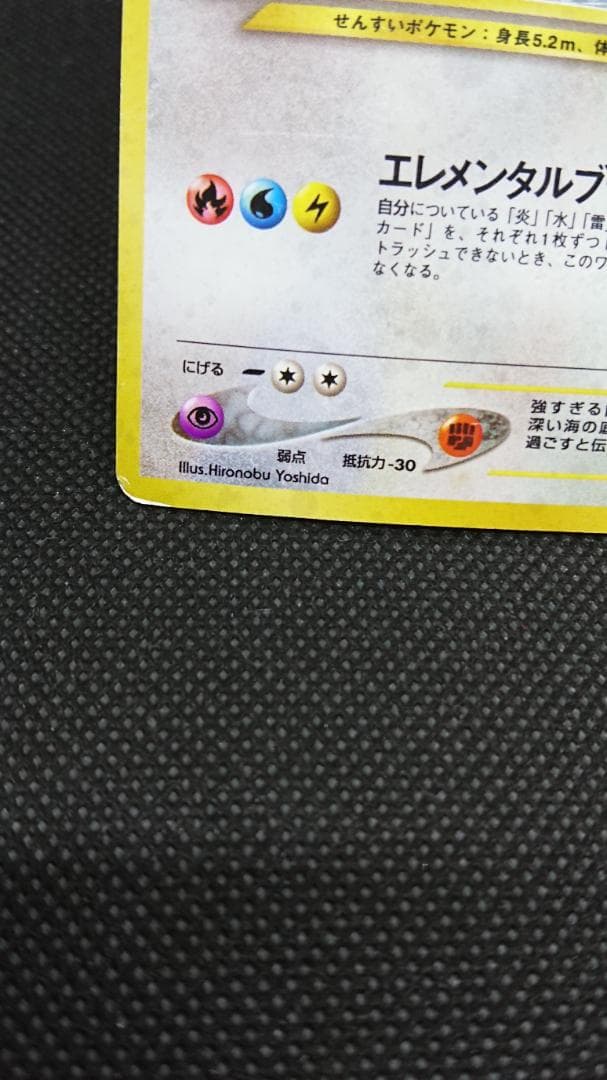 せんすいポケモン：身長5.2m、体
エレメンタルブ
自分についている「炎」「水」「雷」
カード」を、それぞれ1枚ずつ
トラッシュできないとき、このワ
なくなる。
にげる
強すぎる
深い海の底
過ごすと伝
弱点
抵抗力-30
Illus.Hironobu Yoshida